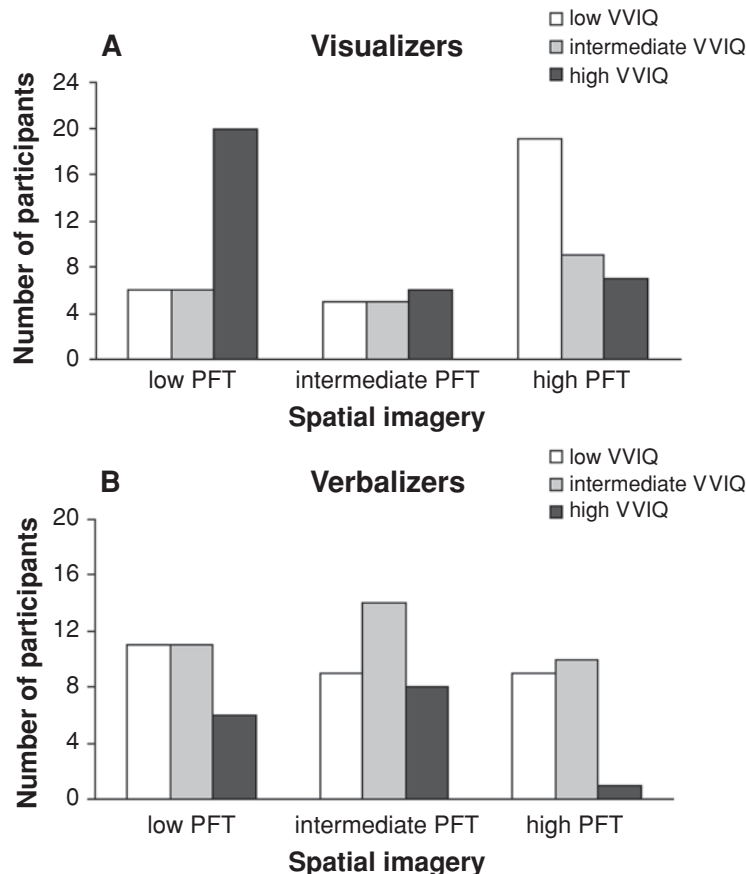 A Visualizers
low VVIQ
intermediate VVIQ
high VVIQ
Number of participants
24
20
16
12
8
4
0
low PFT intermediate PFT high PFT
Spatial imagery
B Verbalizers
low VVIQ
intermediate VVIQ
high VVIQ
Number of participants
20
16
12
8
4
0
low PFT intermediate PFT high PFT
Spatial imagery